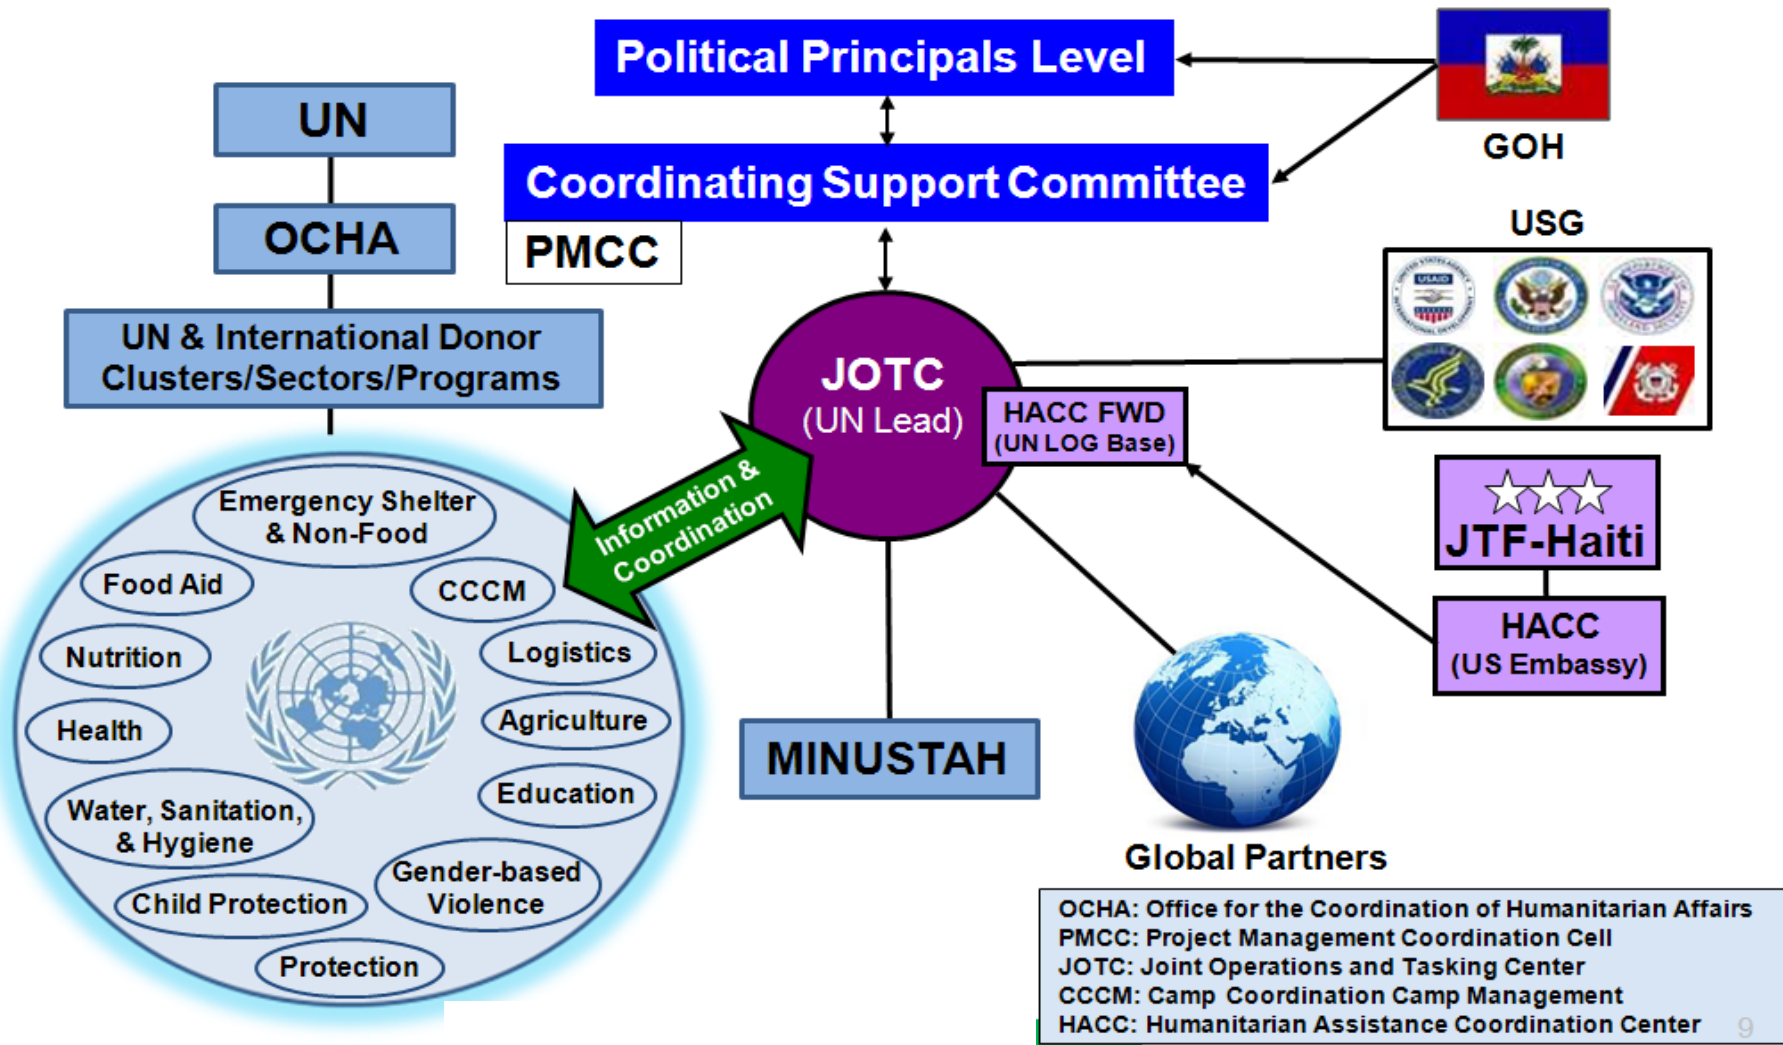 Political Principals Level
GOH
UN
Coordinating Support Committee
OCHA
PMCC
USG
USAID
UN & International Donor
Clusters/Sectors/Programs
JOTC
(UN Lead)
HACC FWD
(UN LOG Base)
Information &
Coordination
JTF-Haiti
HACC
(US Embassy)
Emergency Shelter
& Non-Food
Food Aid
CCCM
Nutrition
Logistics
Health
Agriculture
Water, Sanitation,
& Hygiene
Education
Child Protection
Gender-based
Violence
Protection
MINUSTAH
Global Partners
OCHA: Office for the Coordination of Humanitarian Affairs
PMCC: Project Management Coordination Cell
JOTC: Joint Operations and Tasking Center
CCCM: Camp Coordination Camp Management
HACC: Humanitarian Assistance Coordination Center
9